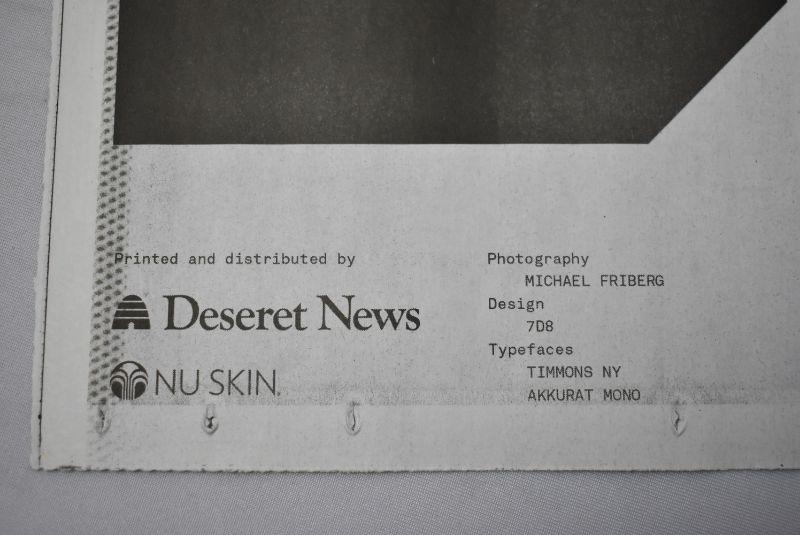 Printed and distributed by
Deseret News
NU SKIN.
Photography
MICHAEL FRIBERG
Design
7D8
Typefaces
TIMMONS NY
AKKURAT MONO